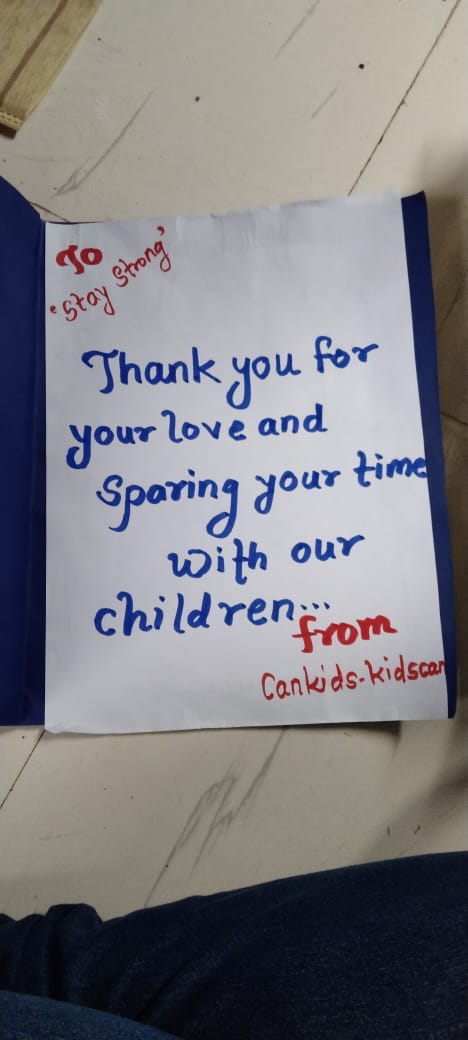 To
'Stay Strong'
Thank you for
your love and
Sparing your time
with our
children...
from
Cankids-kidscan